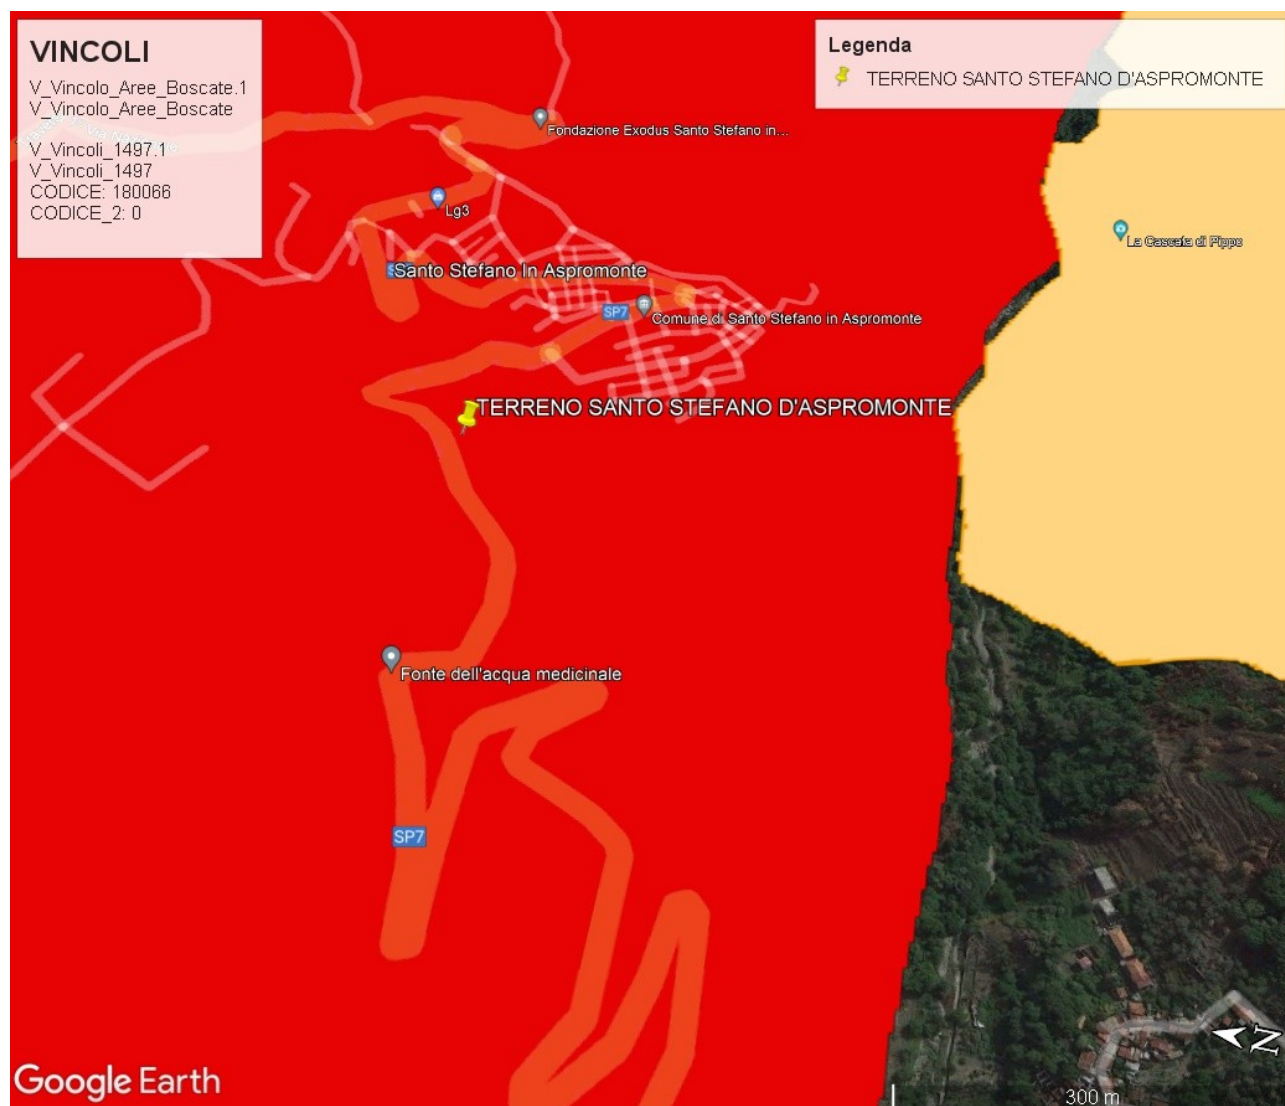 VINCOLI
V_Vincolo_Aree_Boscate.1
V_Vincolo_Aree_Boscate
V_Vincoli_1497.1
V_Vincoli_1497
CODICE: 180066
CODICE_2: 0
Legenda
TERRENO SANTO STEFANO D'ASPROMONTE
Fondazione Exodus Santo Stefano in...
Lg3
La Cascata di Pippo
Santo Stefano In Aspromonte
SP7
Comune di Santo Stefano in Aspromonte
TERRENO SANTO STEFANO D'ASPROMONTE
Fonte dell'acqua medicinale
SP7
N
Google Earth
300 m